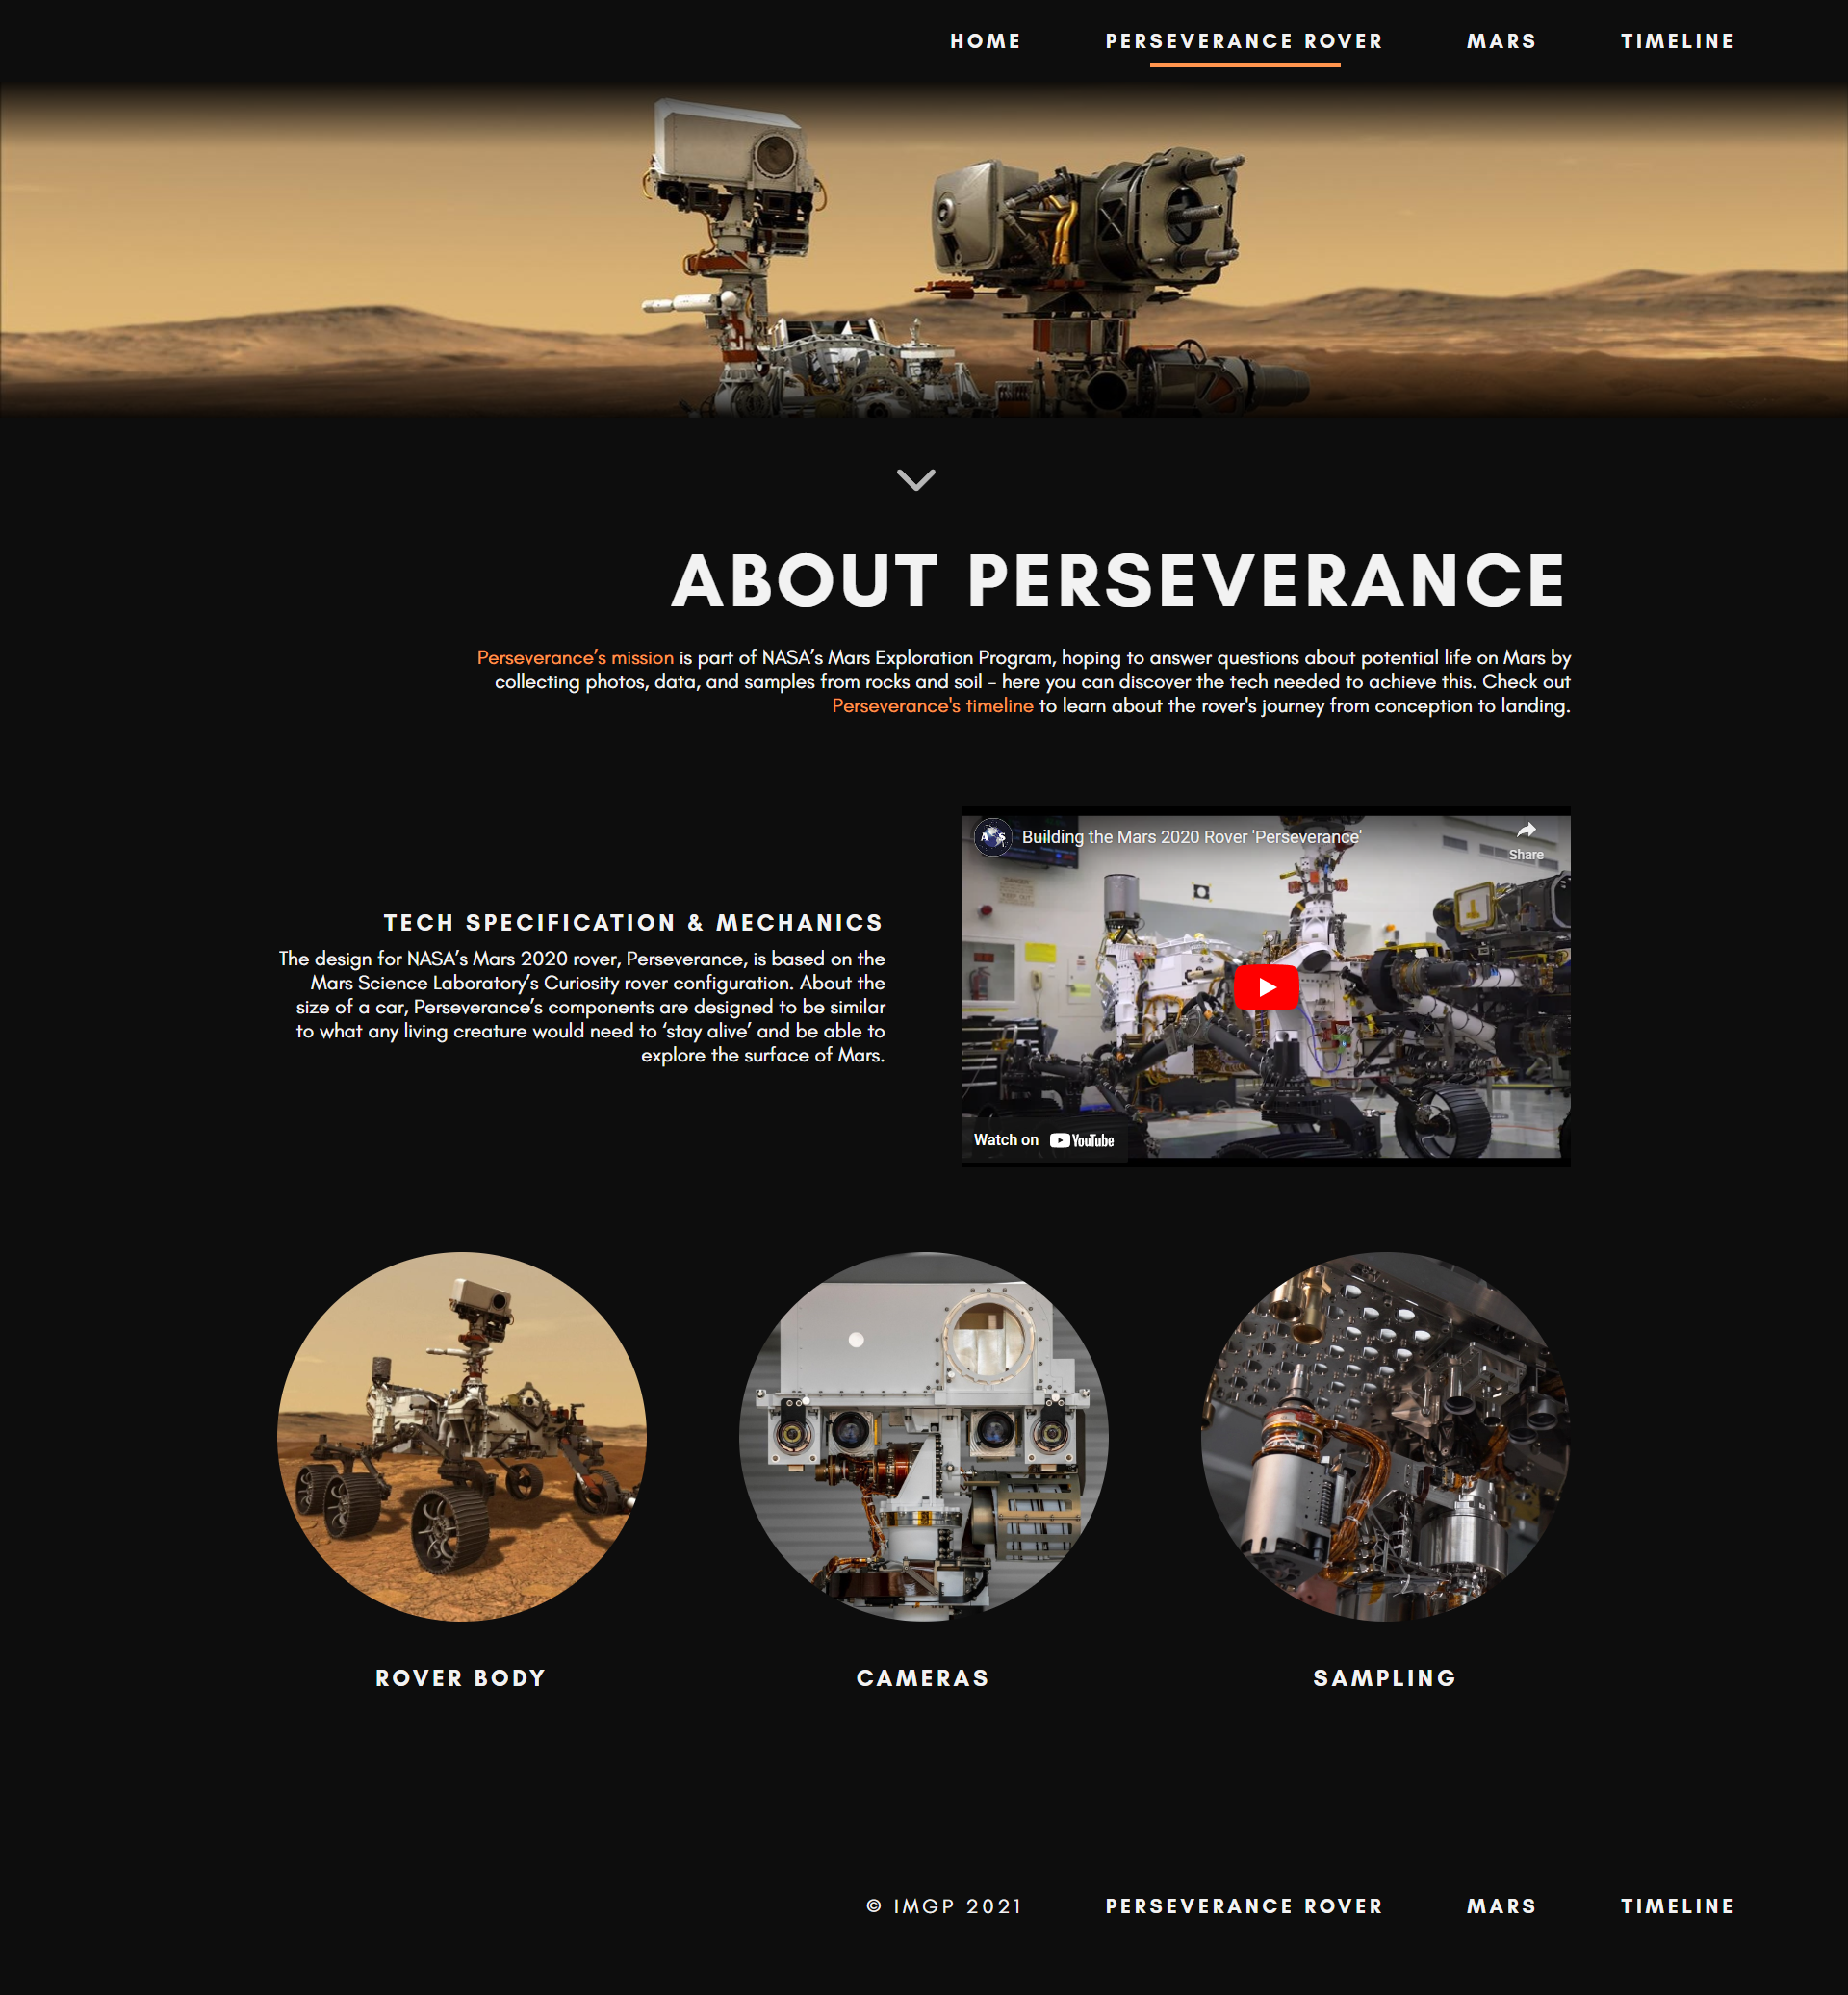 HOME PERSEVERANCE ROVER MARS TIMELINE
ABOUT PERSEVERANCE
Perseverance’s mission is part of NASA’s Mars Exploration Program, hoping to answer questions about potential life on Mars by
collecting photos, data, and samples from rocks and soil - here you can discover the tech needed to achieve this. Check out
Perseverance's timeline to learn about the rover's journey from conception to landing.
TECH SPECIFICATION & MECHANICS
The design for NASA’s Mars 2020 rover, Perseverance, is based on the
Mars Science Laboratory’s Curiosity rover configuration. About the
size of a car, Perseverance’s components are designed to be similar
to what any living creature would need to ‘stay alive’ and be able to
explore the surface of Mars.
Building the Mars 2020 Rover 'Perseverance'
Share
Watch on YouTube
ROVER BODY CAMERAS SAMPLING
© IMGP 2021 PERSEVERANCE ROVER MARS TIMELINE